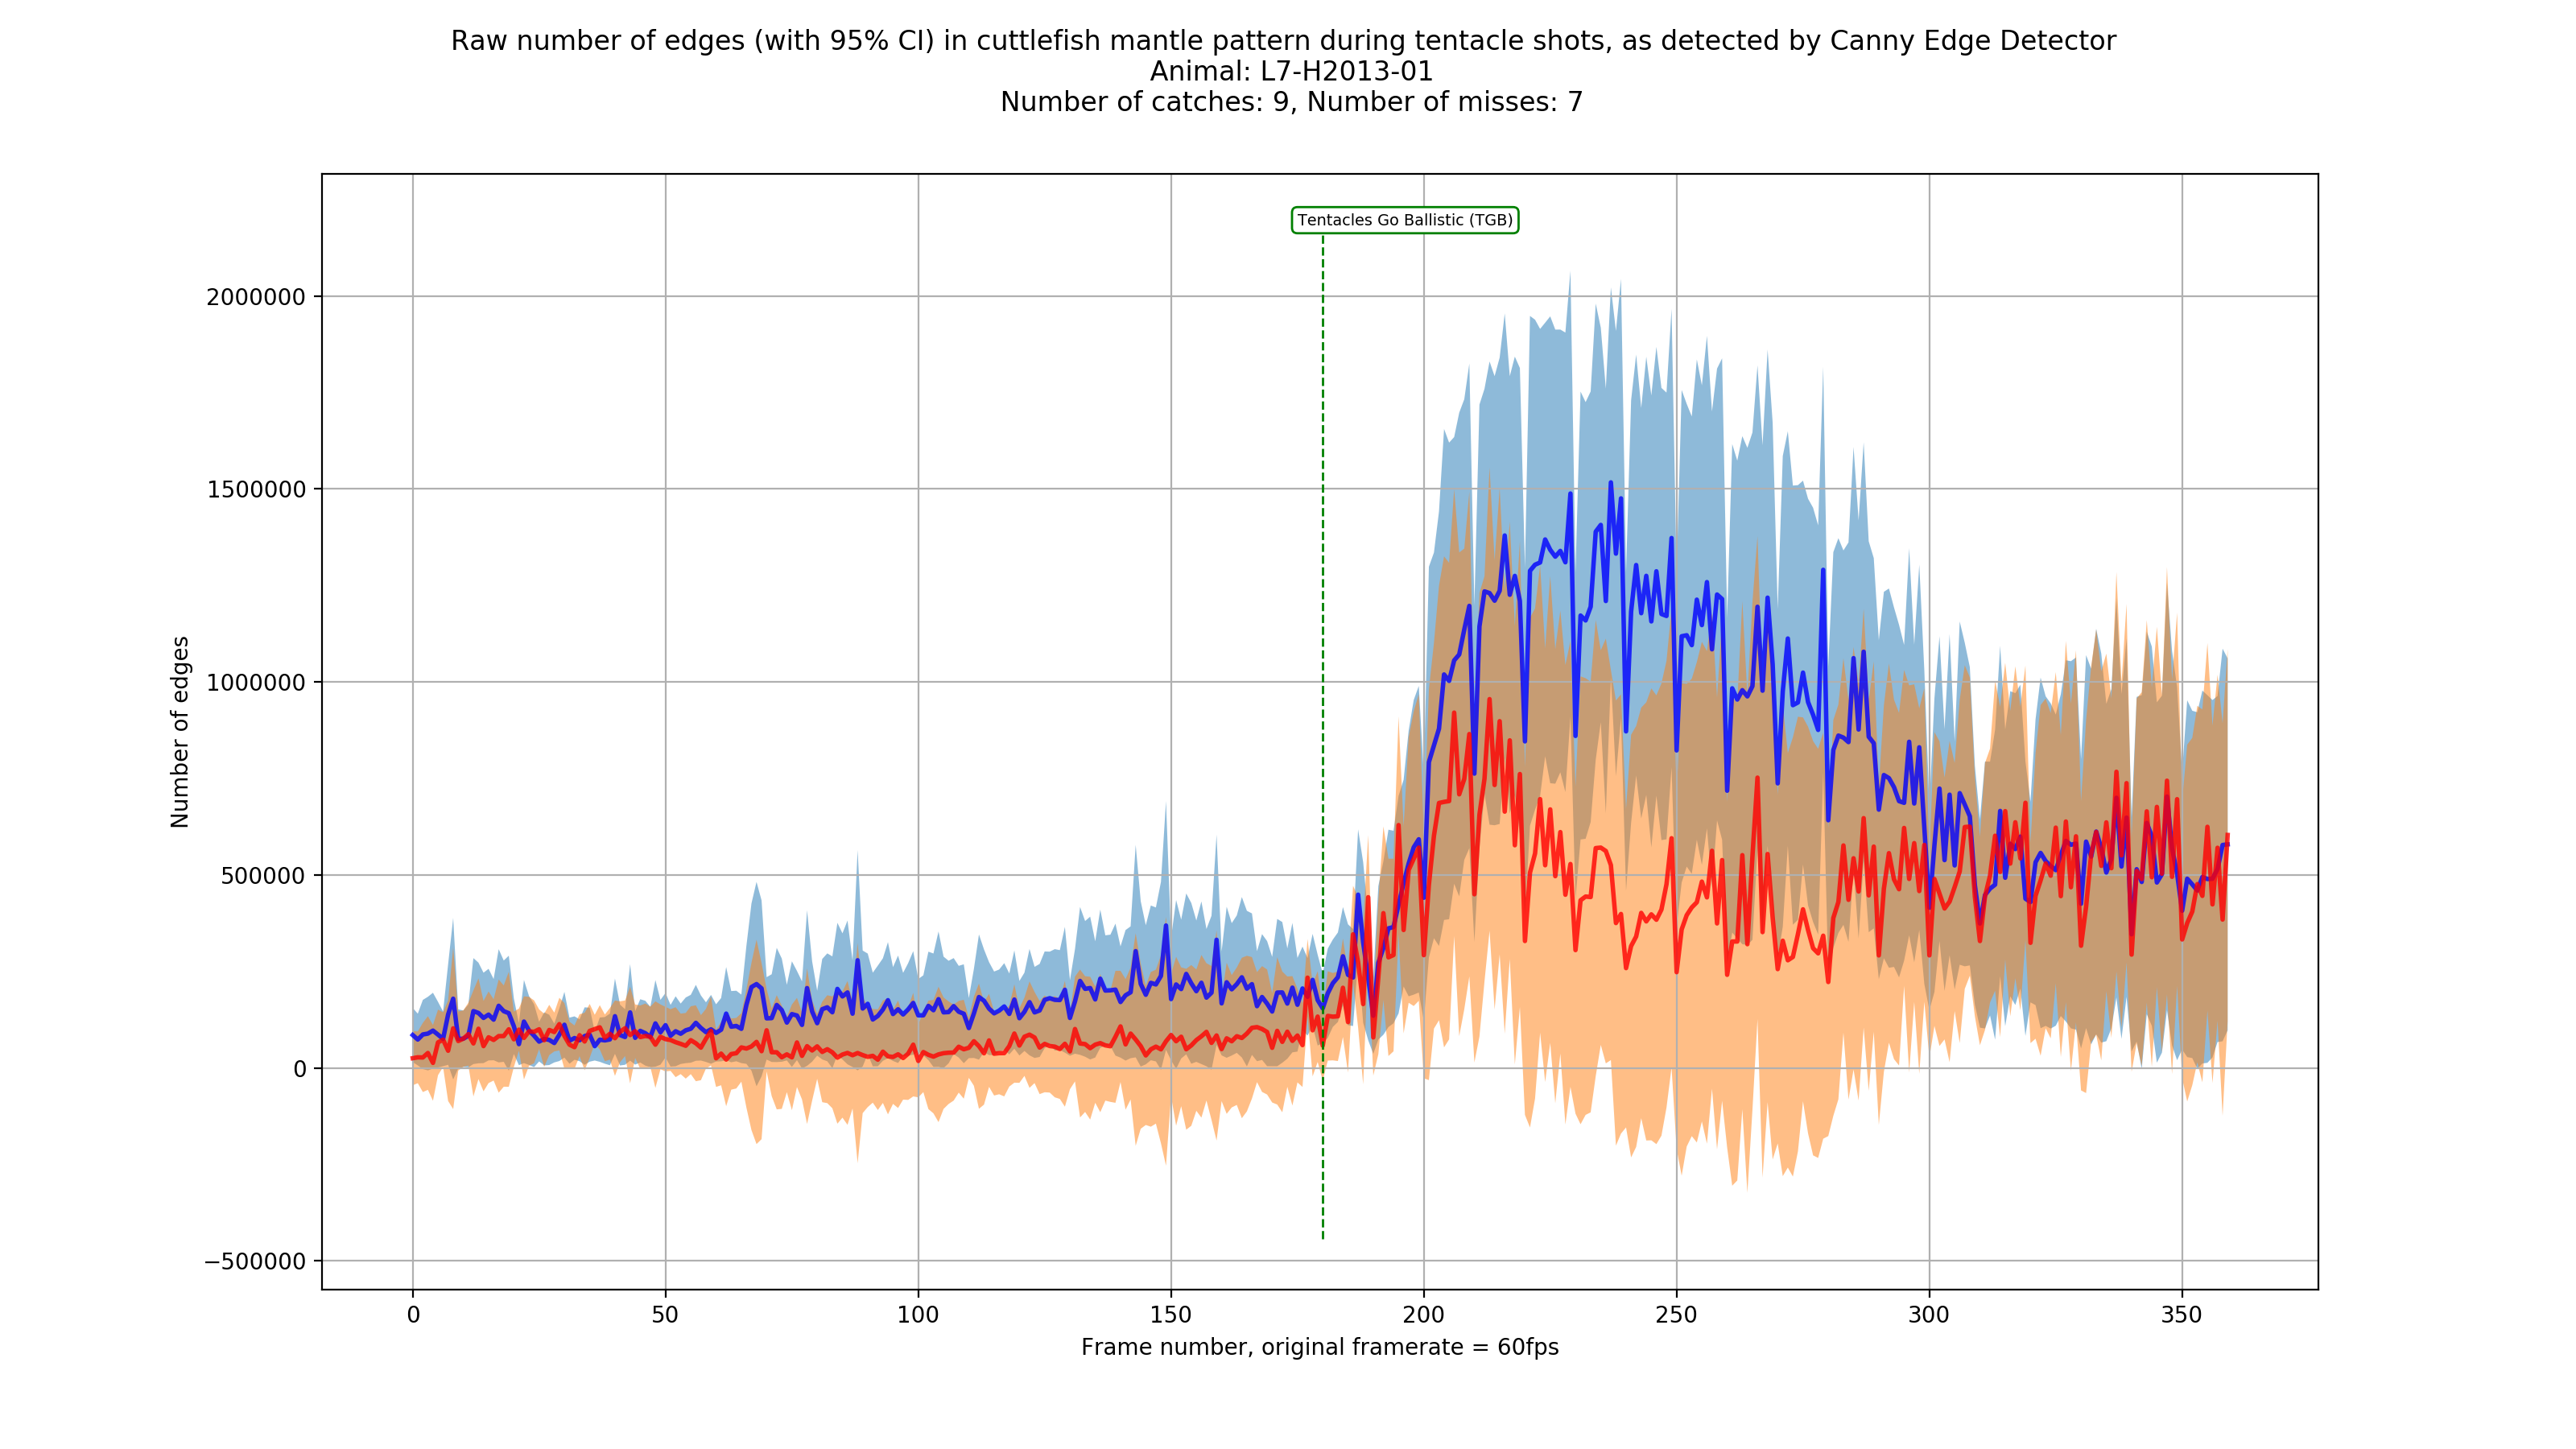 Raw number of edges (with 95% CI) in cuttlefish mantle pattern during tentacle shots, as detected by Canny Edge Detector
Animal: L7-H2013-01
Number of catches: 9, Number of misses: 7
Tentacles Go Ballistic (TGB)
2000000
1500000
1000000
500000
0
−500000
Number of edges
0 50 100 150 200 250 300 350
Frame number, original framerate = 60fps